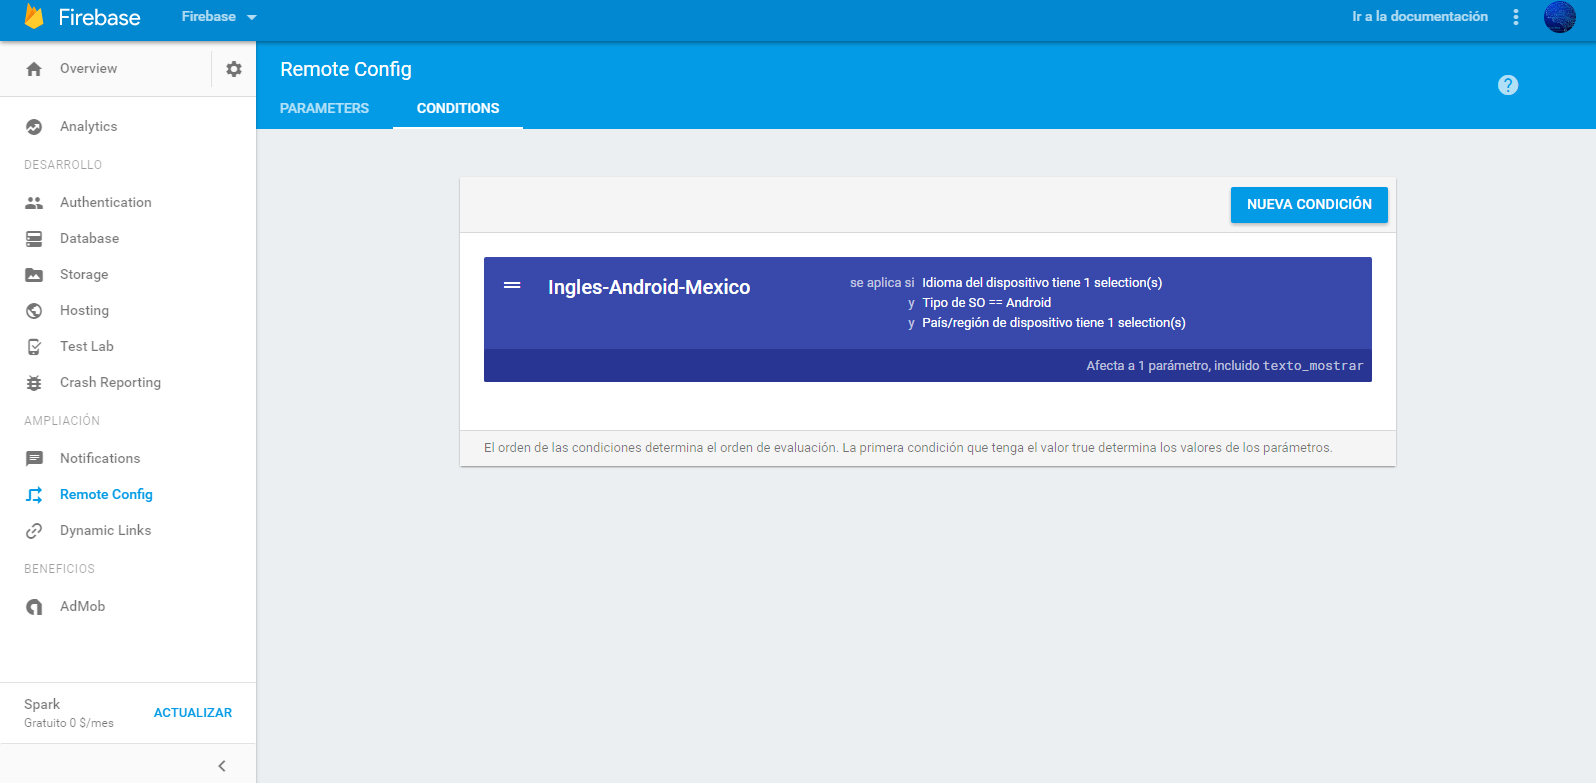 Firebase
Firebase
Ir a la documentación
Overview
Analytics
DESARROLLO
Authentication
Database
Storage
Hosting
Test Lab
Crash Reporting
AMPLIACIÓN
Notifications
Remote Config
Dynamic Links
BENEFICIOS
AdMob
Spark
Gratuito 0 $/mes
ACTUALIZAR
Remote Config
PARAMETERS
CONDITIONS
?
NUEVA CONDICIÓN
Ingles-Android-Mexico
se aplica si Idioma del dispositivo tiene 1 selection(s)
y Tipo de SO == Android
y País/región de dispositivo tiene 1 selection(s)
Afecta a 1 parámetro, incluido texto_mostrar
El orden de las condiciones determina el orden de evaluación. La primera condición que tenga el valor true determina los valores de los parámetros.